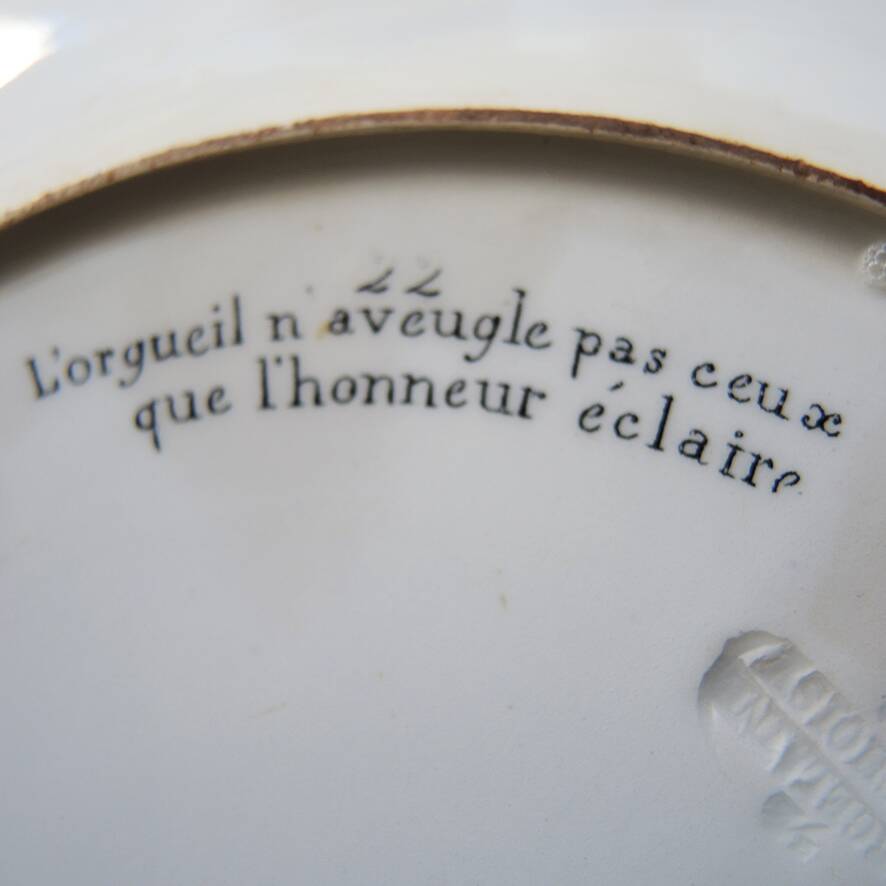 22
L'orgueil n'aveugle pas ceux
que l'honneur éclaire